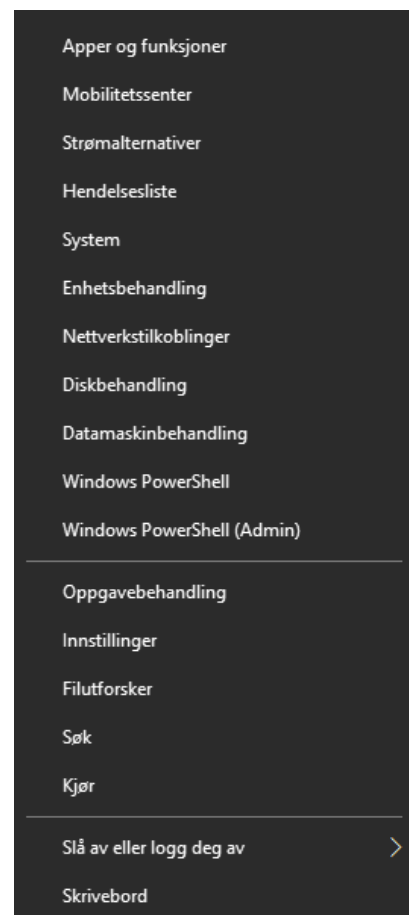 Apper og funksjoner
Mobilitetssenter
Strømalternativer
Hendelsesliste
System
Enhetsbehandling
Nettverkstilkoblinger
Diskbehandling
Datamaskinbehandling
Windows PowerShell
Windows PowerShell (Admin)
Oppgavebehandling
Innstillinger
Filutforsker
Søk
Kjør
Slå av eller logg deg av
Skrivebord